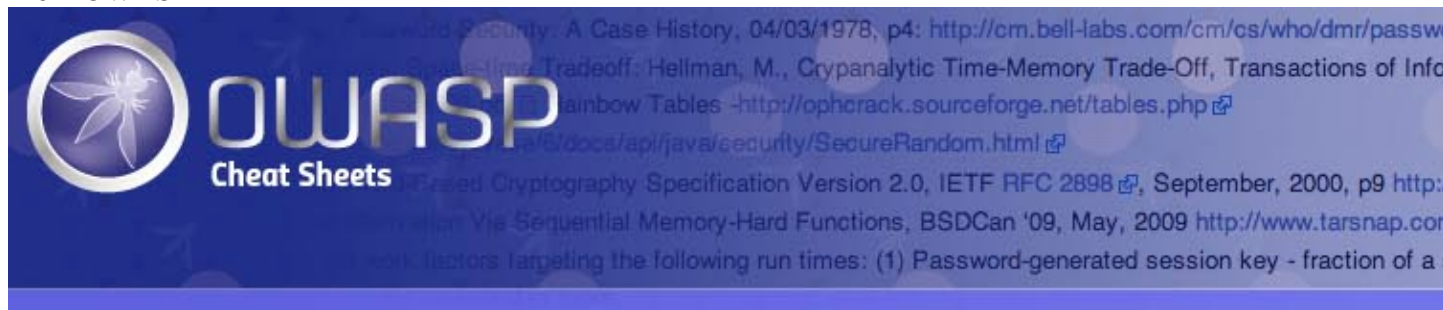 Security: A Case History, 04/03/1978, p4: http://cm.bell-labs.com/cm/cs/who/dmr/passw
Tradeoff: Hellman, M., Crypanalytic Time-Memory Trade-Off, Transactions of Info
OWASP
Rainbow Tables -http://ophcrack.sourceforge.net/tables.php
/6/docs/api/java/security/SecureRandom.html
Cheat Sheets
Based Cryptography Specification Version 2.0, IETF RFC 2898, September, 2000, p9 http:
Via Sequential Memory-Hard Functions, BSDCan '09, May, 2009 http://www.tarsnap.com
work factors targeting the following run times: (1) Password-generated session key - fraction of a